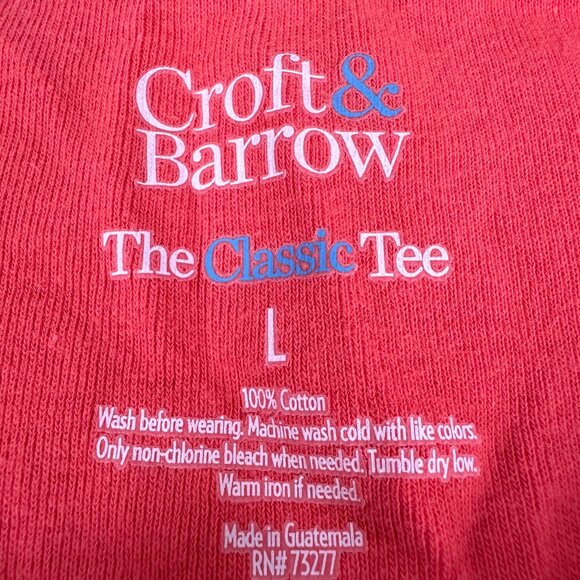 Croft&
Barrow
The Classic Tee
L
100% Cotton
Wash before wearing. Machine wash cold with like colors.
Only non-chlorine bleach when needed. Tumble dry low.
Warm iron if needed.
Made in Guatemala
RN# 73277